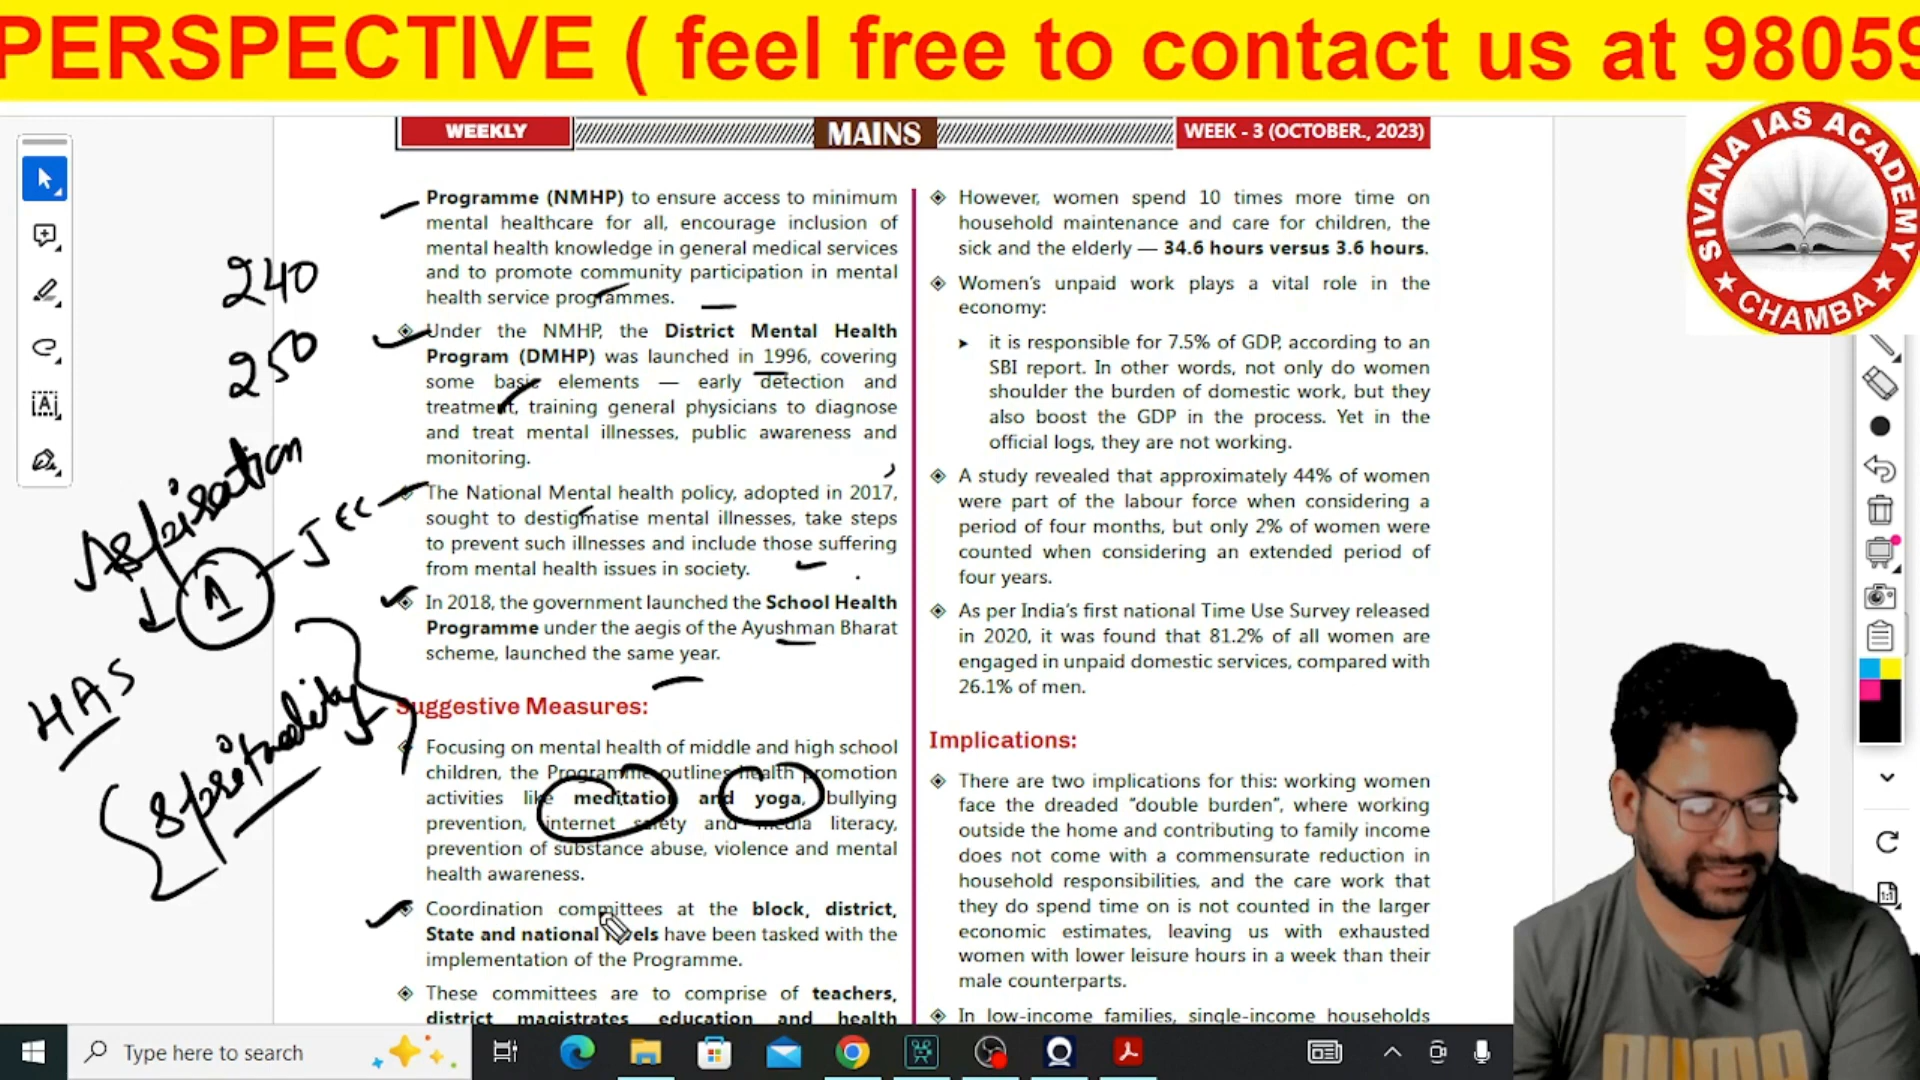 PERSPECTIVE ( feel free to contact us at 98059
WEEKLY
MAINS
WEEK - 3 (OCTOBER., 2023)
SIVANA IAS ACADEMY
CHAMBA
Programme (NMHP) to ensure access to minimum
mental healthcare for all, encourage inclusion of
mental health knowledge in general medical services
and to promote community participation in mental
health service programmes.
Under the NMHP, the District Mental Health
Program (DMHP) was launched in 1996, covering
some basic elements — early detection and
treatment, training general physicians to diagnose
and treat mental illnesses, public awareness and
monitoring.
The National Mental health policy, adopted in 2017,
sought to destigmatise mental illnesses, take steps
to prevent such illnesses and include those suffering
from mental health issues in society.
In 2018, the government launched the School Health
Programme under the aegis of the Ayushman Bharat
scheme, launched the same year.
Suggestive Measures:
Focusing on mental health of middle and high school
children, the Programme outlines health promotion
activities like meditation and yoga, bullying
prevention, internet safety and media literacy,
prevention of substance abuse, violence and mental
health awareness.
Coordination committees at the block, district,
State and national levels have been tasked with the
implementation of the Programme.
These committees are to comprise of teachers,
district magistrates education and health
However, women spend 10 times more time on
household maintenance and care for children, the
sick and the elderly — 34.6 hours versus 3.6 hours.
Women's unpaid work plays a vital role in the
economy:
it is responsible for 7.5% of GDP, according to an
SBI report. In other words, not only do women
shoulder the burden of domestic work, but they
also boost the GDP in the process. Yet in the
official logs, they are not working.
A study revealed that approximately 44% of women
were part of the labour force when considering a
period of four months, but only 2% of women were
counted when considering an extended period of
four years.
As per India's first national Time Use Survey released
in 2020, it was found that 81.2% of all women are
engaged in unpaid domestic services, compared with
26.1% of men.
Implications:
There are two implications for this: working women
face the dreaded "double burden", where working
outside the home and contributing to family income
does not come with a commensurate reduction in
household responsibilities, and the care work that
they do spend time on is not counted in the larger
economic estimates, leaving us with exhausted
women with lower leisure hours in a week than their
male counterparts.
In low-income families, single-income households
240
250
HAS
Type here to search